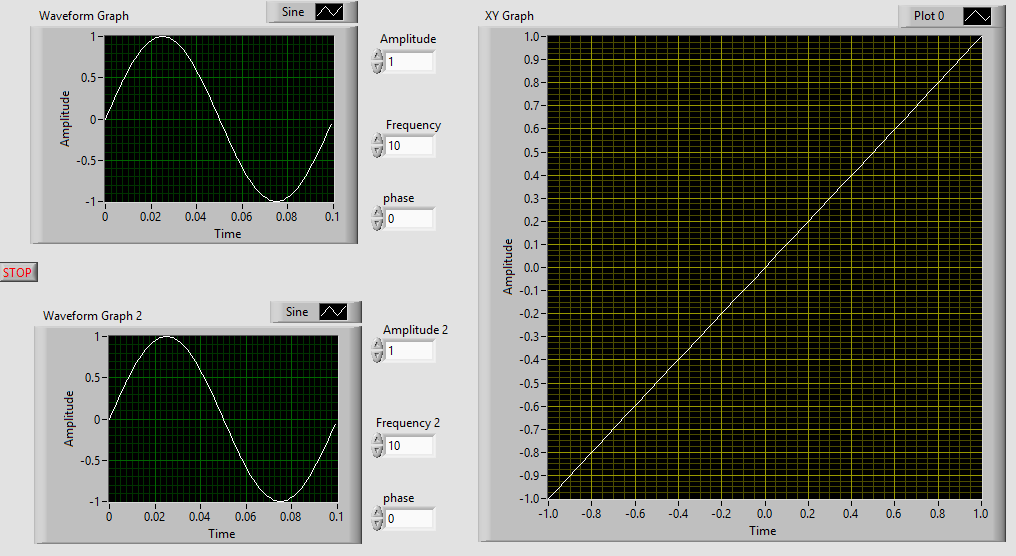 Waveform Graph
Sine
Amplitude
1
0.5
0
-0.5
-1
0 0.02 0.04 0.06 0.08 0.1
Time
Amplitude
1
Frequency
10
phase
0
STOP
Waveform Graph 2
Sine
Amplitude
1
0.5
0
-0.5
-1
0 0.02 0.04 0.06 0.08 0.1
Time
Amplitude 2
1
Frequency 2
10
phase
0
XY Graph
Plot 0
Amplitude
1.0
0.9
0.8
0.7
0.6
0.5
0.4
0.3
0.2
0.1
0.0
-0.1
-0.2
-0.3
-0.4
-0.5
-0.6
-0.7
-0.8
-0.9
-1.0
-1.0 -0.8 -0.6 -0.4 -0.2 0.0 0.2 0.4 0.6 0.8 1.0
Time